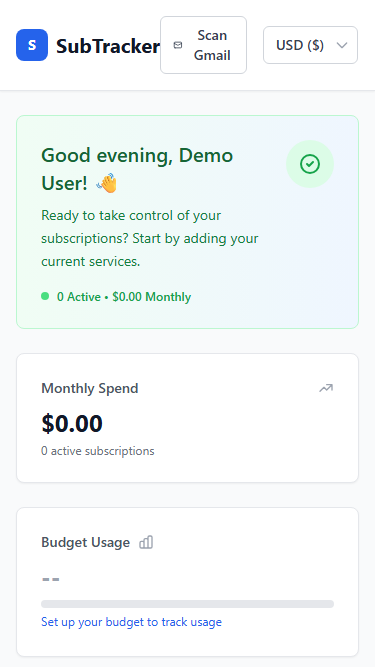 S
SubTracker
Scan
Gmail
USD ($)
Good evening, Demo
User! 👋
Ready to take control of your
subscriptions? Start by adding your
current services.
0 Active • $0.00 Monthly
Monthly Spend
$0.00
0 active subscriptions
Budget Usage
--
Set up your budget to track usage